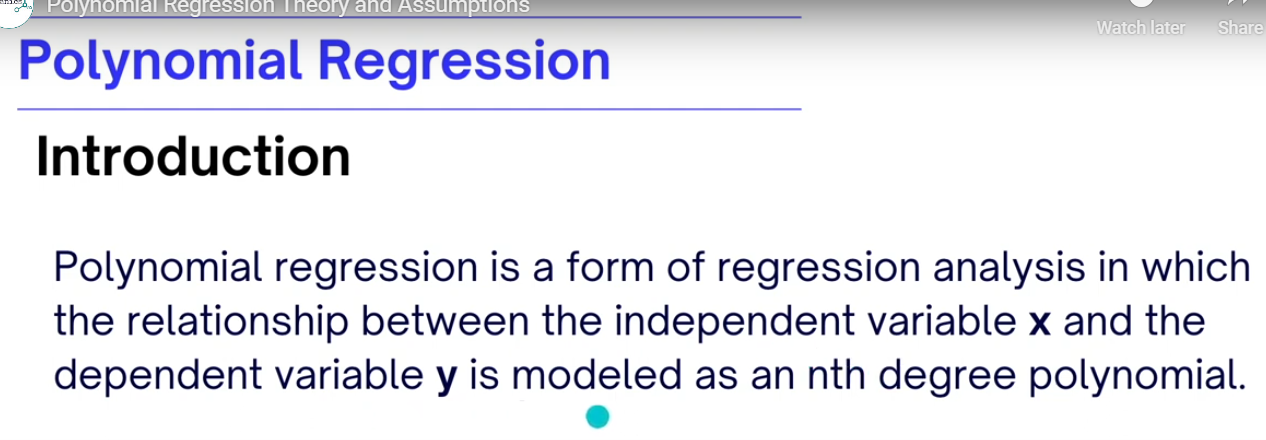 Polynomial Regression Theory and Assumptions
Watch later Share
Polynomial Regression
Introduction
Polynomial regression is a form of regression analysis in which
the relationship between the independent variable x and the
dependent variable y is modeled as an nth degree polynomial.